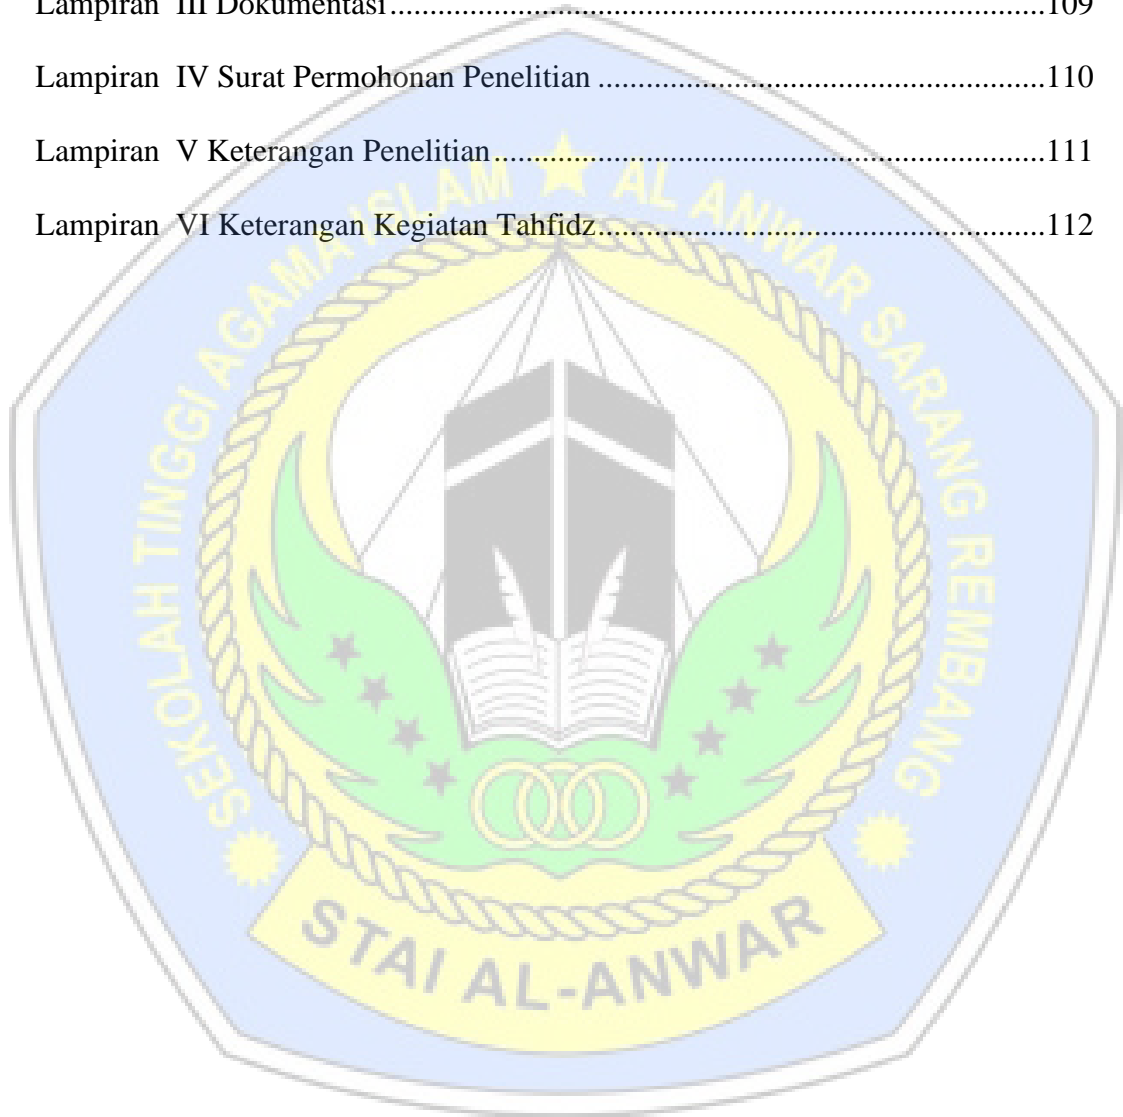 Lampiran III Dokumentasi........................................................................109
Lampiran IV Surat Permohonan Penelitian ........................................................110
Lampiran V Keterangan Penelitian.....................................................................111
Lampiran VI Keterangan Kegiatan Tahfidz........................................................112
SEKOLAH TINGGI AGAMA ISLAM ★ AL ANWAR SARANG REMBANG
STAI AL-ANWAR